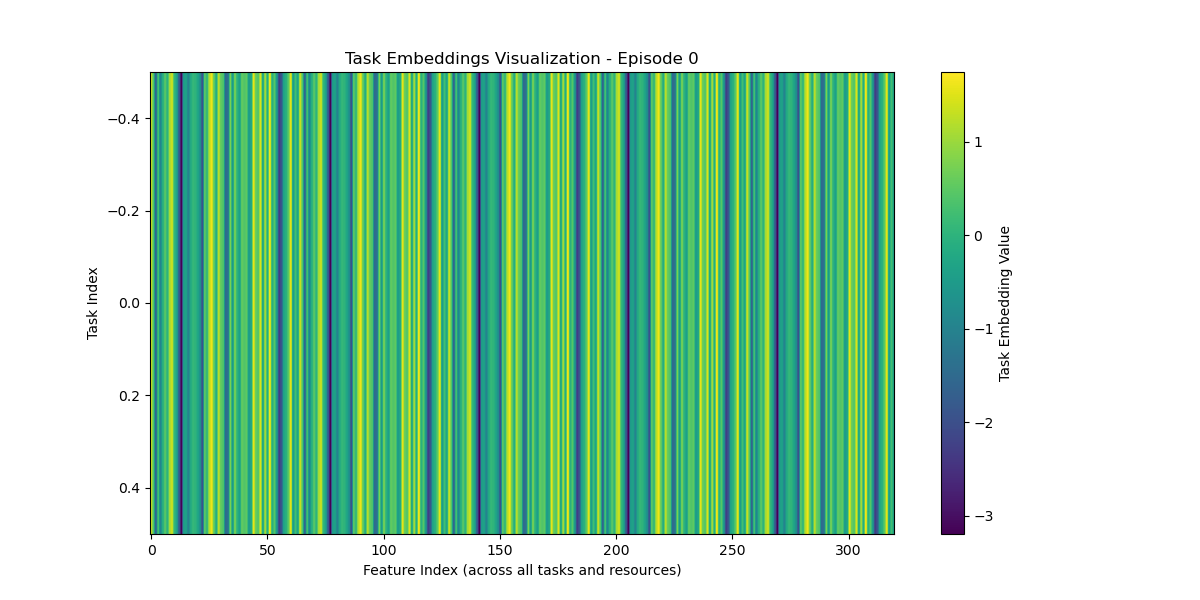 Task Embeddings Visualization - Episode 0
−0.4
−0.2
0.0
0.2
0.4
Task Index
0 50 100 150 200 250 300
Feature Index (across all tasks and resources)
1
0
−1
−2
−3
Task Embedding Value